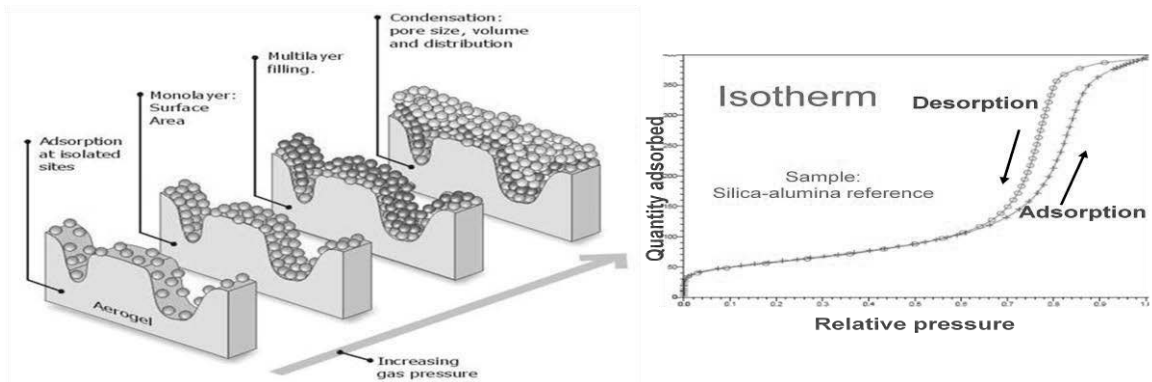 Condensation:
pore size, volume
and distribution
Multilayer
filling.
Monolayer:
Surface
Area
Adsorption
at isolated
sites
Aerogel
Increasing
gas pressure
Isotherm
Desorption
Sample:
Silica-alumina reference
Adsorption
Quantity adsorbed
Relative pressure